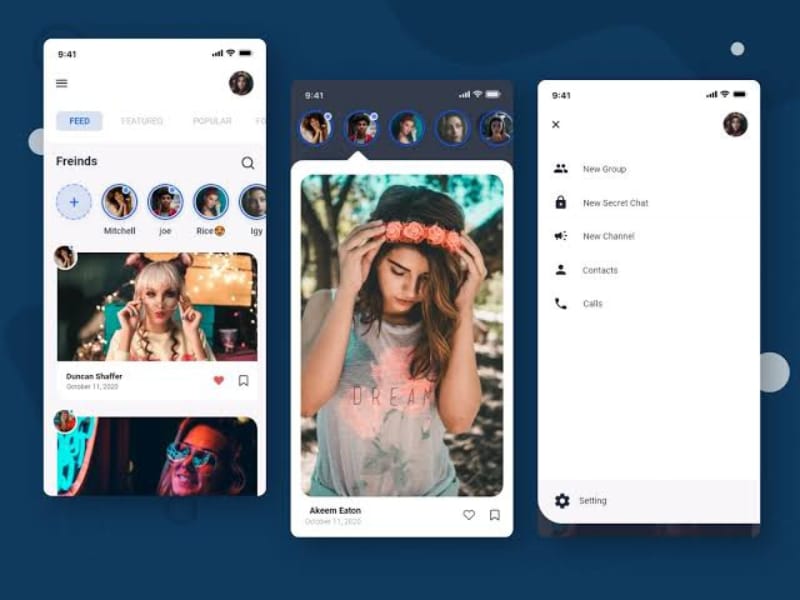 9:41
FEED FEATURED POPULAR FO
Freinds
+
Mitchell joe Rice😍 Igy
Duncan Shaffer
October 11, 2020
9:41
DREAM
Akeem Eaton
October 11, 2020
9:41
New Group
New Secret Chat
New Channel
Contacts
Calls
Setting